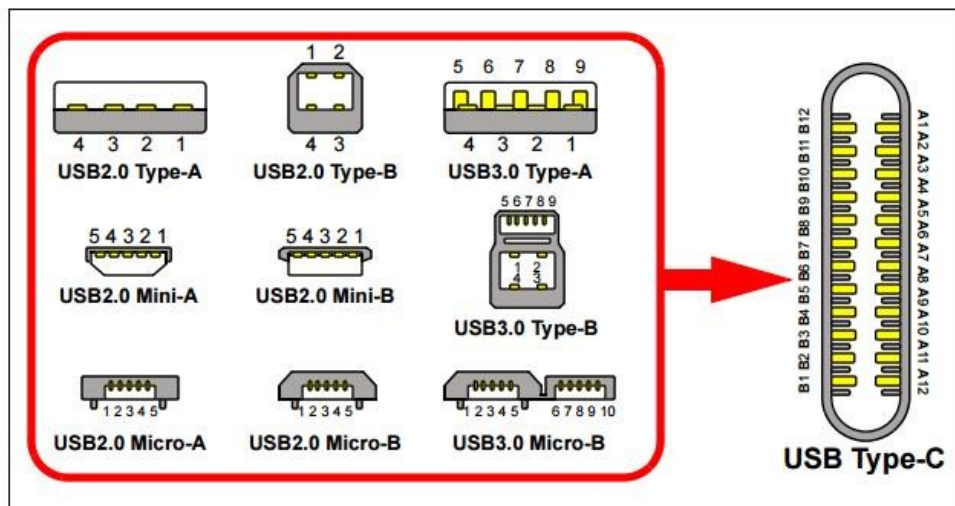 1 2
5 6 7 8 9
4 3 2 1
4 3
4 3 2 1
USB2.0 Type-A
USB2.0 Type-B
USB3.0 Type-A
5 4 3 2 1
5 4 3 2 1
5 6 7 8 9
1 2
4 3
USB2.0 Mini-A
USB2.0 Mini-B
USB3.0 Type-B
1 2 3 4 5
1 2 3 4 5
1 2 3 4 5
6 7 8 9 10
USB2.0 Micro-A
USB2.0 Micro-B
USB3.0 Micro-B
B1 B2 B3 B4 B5 B6 B7 B8 B9 B10 B11 B12
A1 A2 A3 A4 A5 A6 A7 A8 A9 A10 A11 A12
USB Type-C